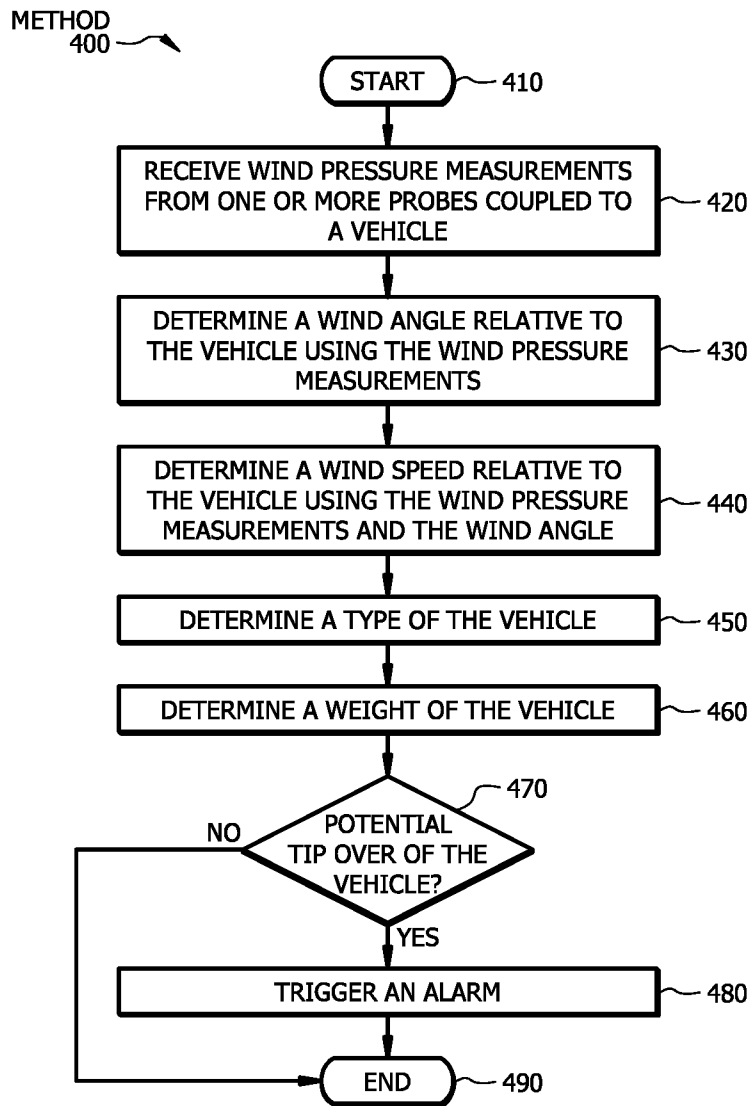 METHOD
400
START
410
RECEIVE WIND PRESSURE MEASUREMENTS
FROM ONE OR MORE PROBES COUPLED TO
A VEHICLE
420
DETERMINE A WIND ANGLE RELATIVE TO
THE VEHICLE USING THE WIND PRESSURE
MEASUREMENTS
430
DETERMINE A WIND SPEED RELATIVE TO
THE VEHICLE USING THE WIND PRESSURE
MEASUREMENTS AND THE WIND ANGLE
440
DETERMINE A TYPE OF THE VEHICLE
450
DETERMINE A WEIGHT OF THE VEHICLE
460
470
NO
POTENTIAL
TIP OVER OF THE
VEHICLE?
YES
TRIGGER AN ALARM
480
END
490